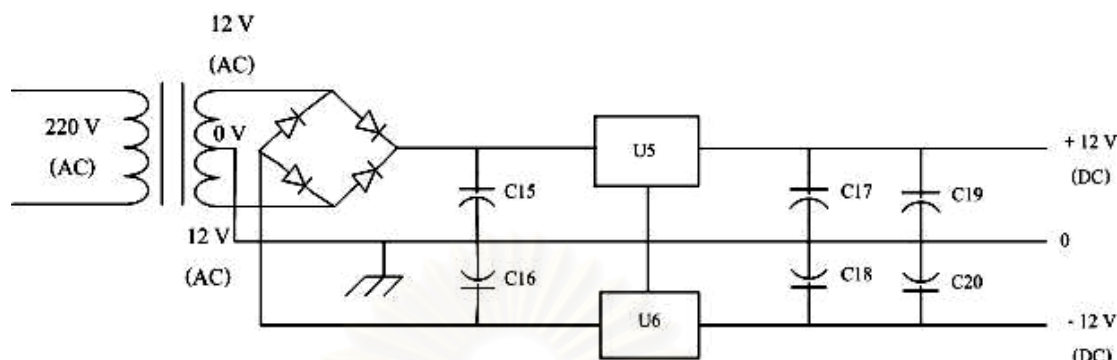 12 V
(AC)
220 V
(AC)
0 V
12 V
(AC)
U5
U6
C15
C16
C17
C18
C19
C20
+ 12 V
(DC)
0
- 12 V
(DC)